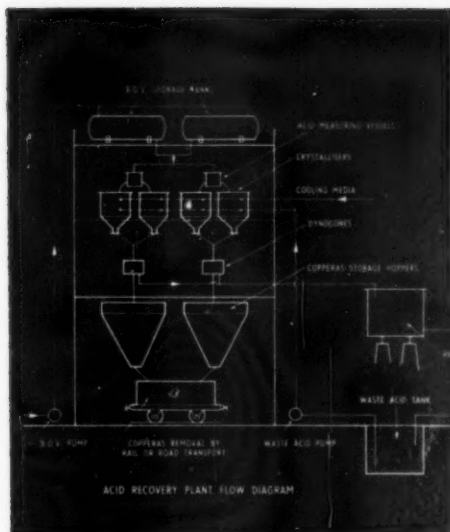 B.O.V. STORAGE TANKS
ACID MEASURING VESSELS
CRYSTALLISERS
COOLING MEDIA
DYNOCONES
COPPERAS STORAGE HOPPERS
WASTE ACID TANK
B.O.V. PUMP
COPPERAS REMOVAL BY
RAIL OR ROAD TRANSPORT
WASTE ACID PUMP
ACID RECOVERY PLANT FLOW DIAGRAM